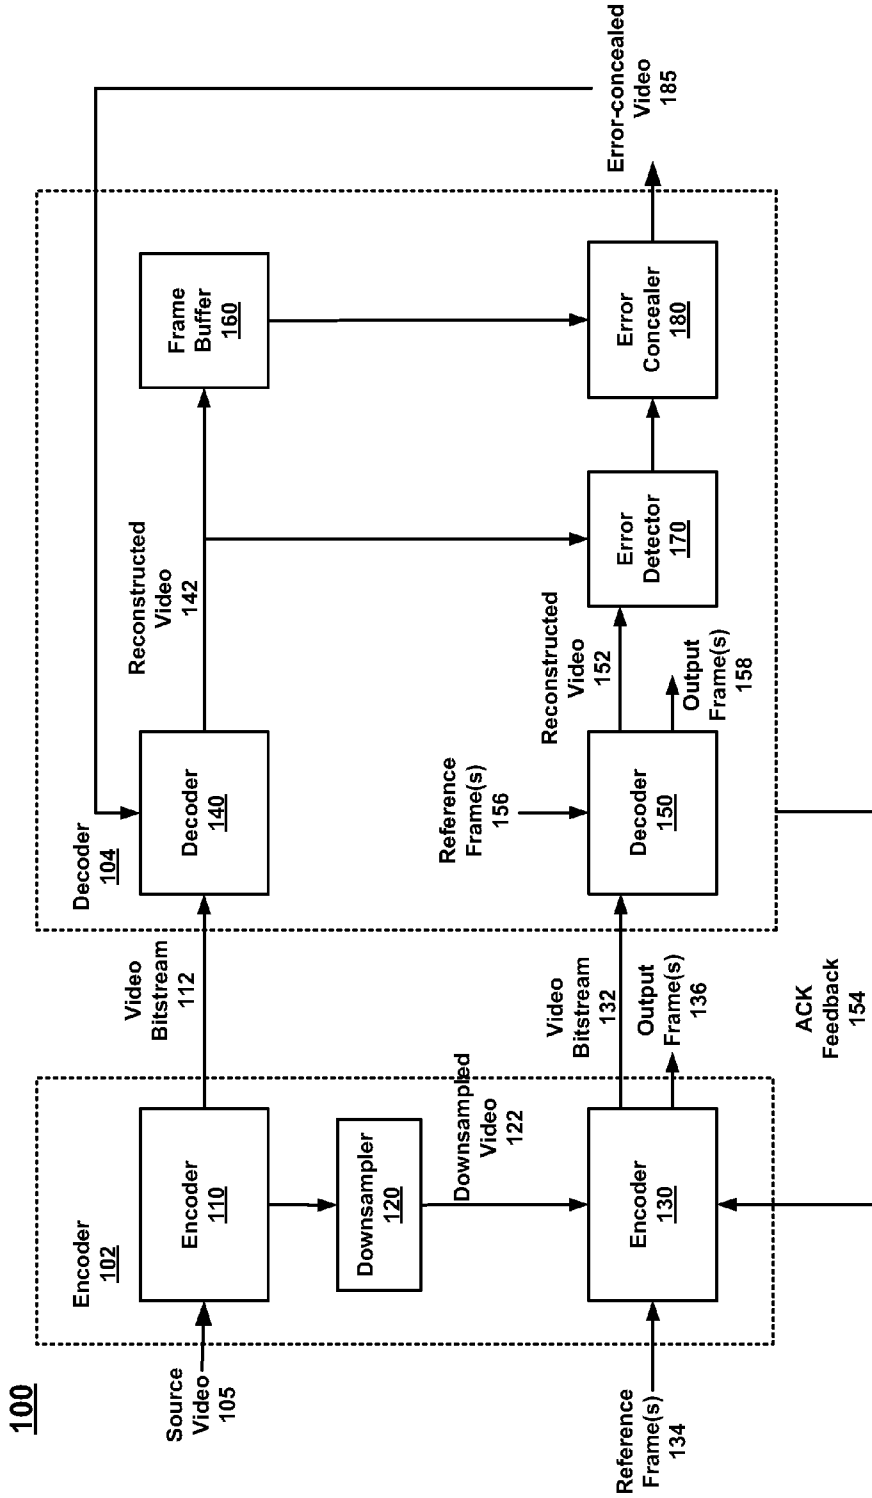 100
Source
Video
105
Encoder
102
Encoder
110
Downsampler
120
Downsampled
Video
122
Encoder
130
Reference
Frame(s)
134
Video
Bitstream
112
Video
Bitstream
132
Output
Frame(s)
136
ACK
Feedback
154
Decoder
104
Decoder
140
Reference
Frame(s)
156
Decoder
150
Reconstructed
Video
142
Reconstructed
Video
152
Output
Frame(s)
158
Frame
Buffer
160
Error
Detector
170
Error
Concealer
180
Error-concealed
Video
185